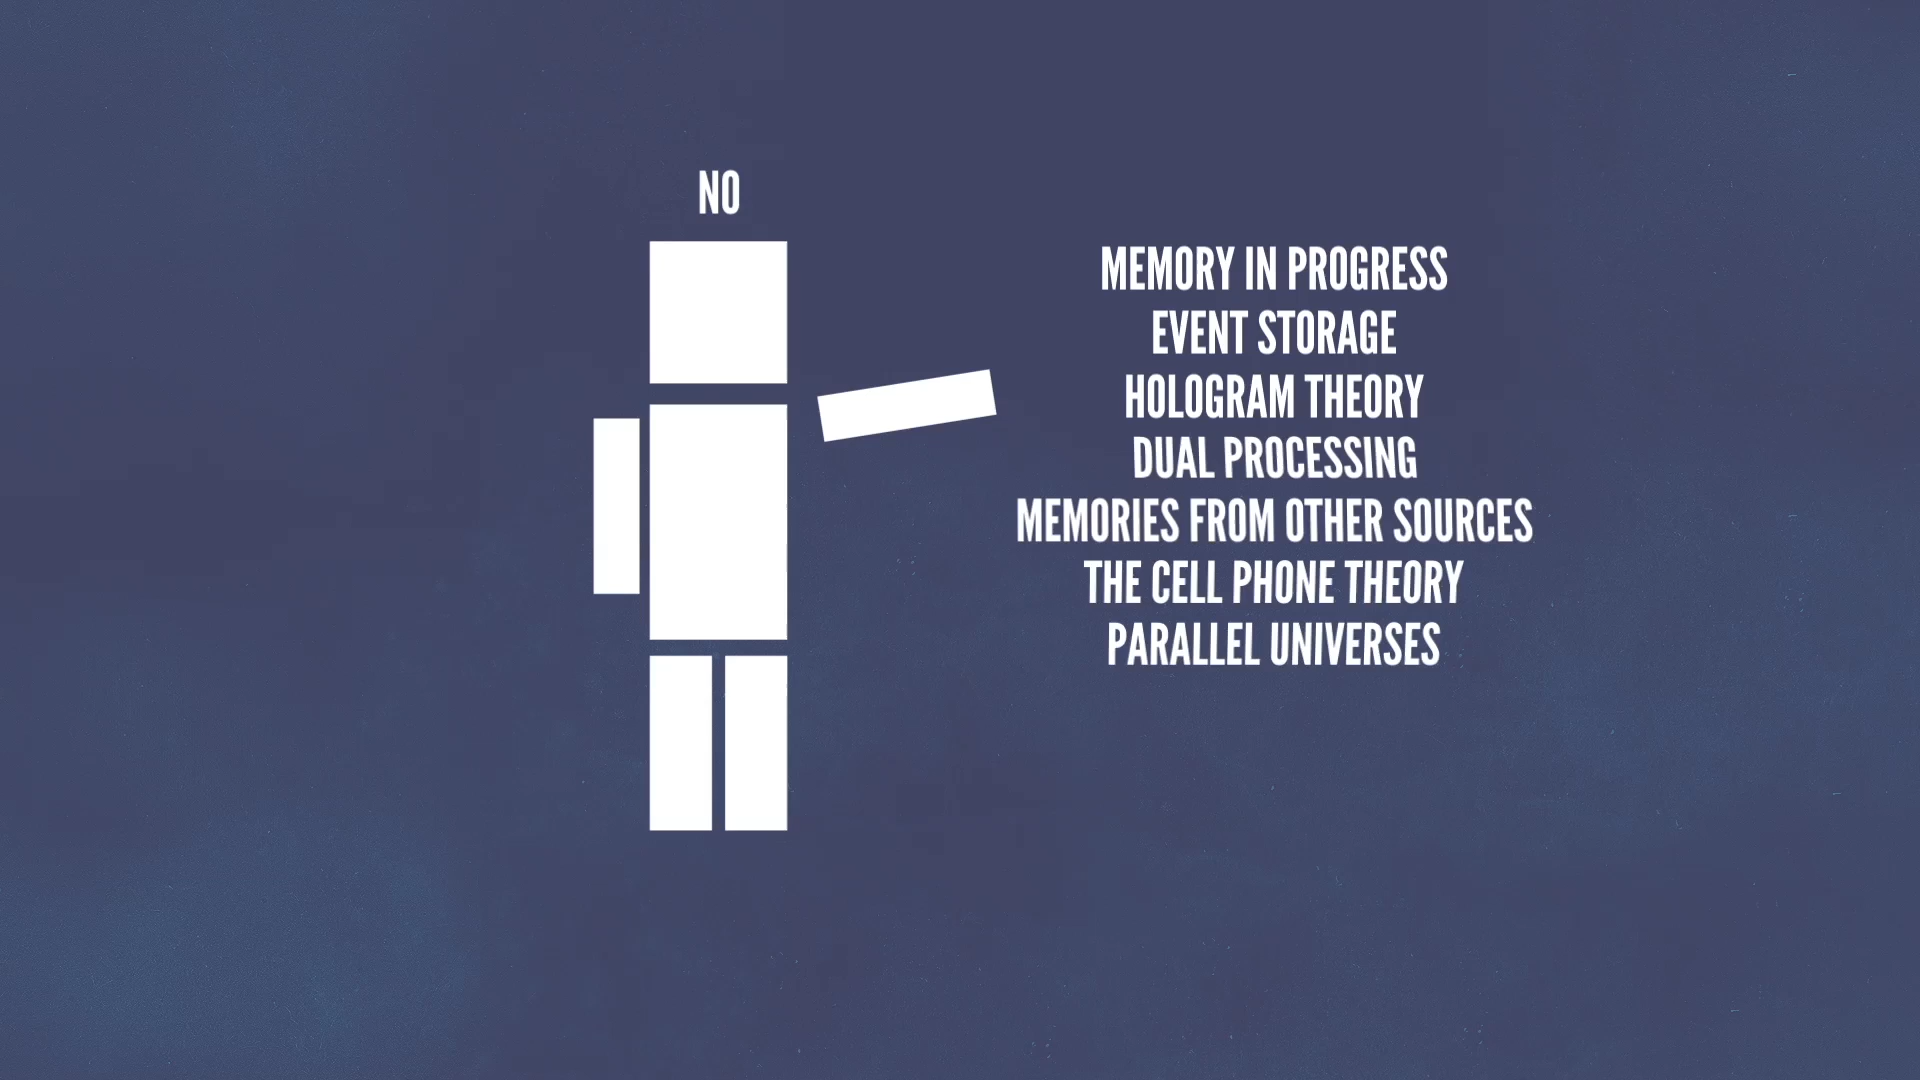 NO
MEMORY IN PROGRESS
EVENT STORAGE
HOLOGRAM THEORY
DUAL PROCESSING
MEMORIES FROM OTHER SOURCES
THE CELL PHONE THEORY
PARALLEL UNIVERSES